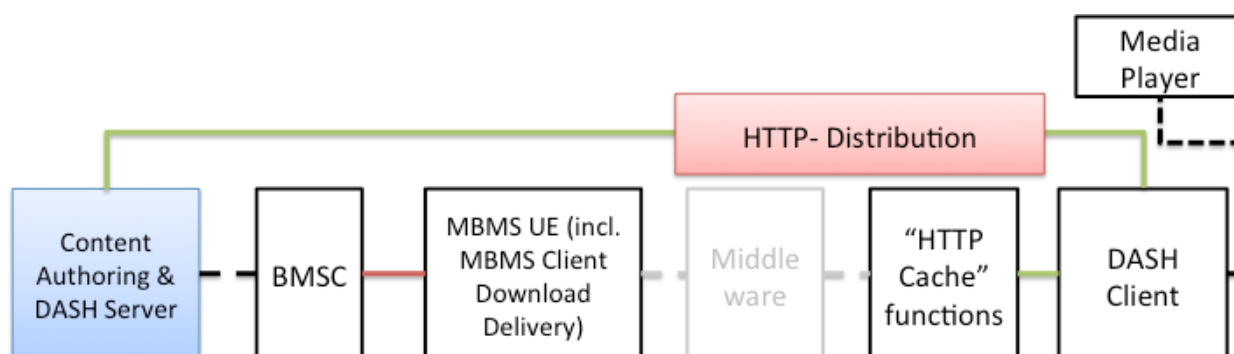 Media
Player
HTTP- Distribution
Content
Authoring &
DASH Server
BMSC
MBMS UE (incl.
MBMS Client
Download
Delivery)
Middle
ware
“HTTP
Cache”
functions
DASH
Client